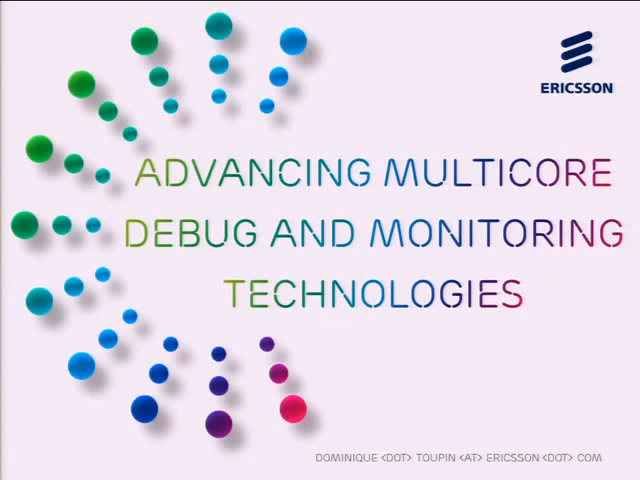 ERICSSON
ADVANCING MULTICORE
DEBUG AND MONITORING
TECHNOLOGIES
DOMINIQUE <DOT> TOUPIN <AT> ERICSSON <DOT> COM